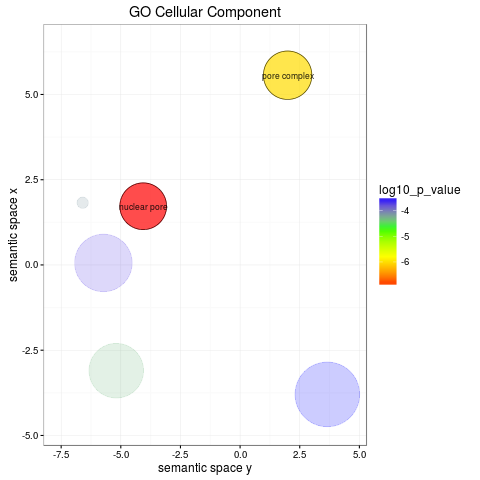 GO Cellular Component
pore complex
nuclear pore
5.0
2.5
0.0
-2.5
-5.0
-7.5
-5.0
-2.5
0.0
2.5
5.0
semantic space y
semantic space x
log10_p_value
-4
-5
-6